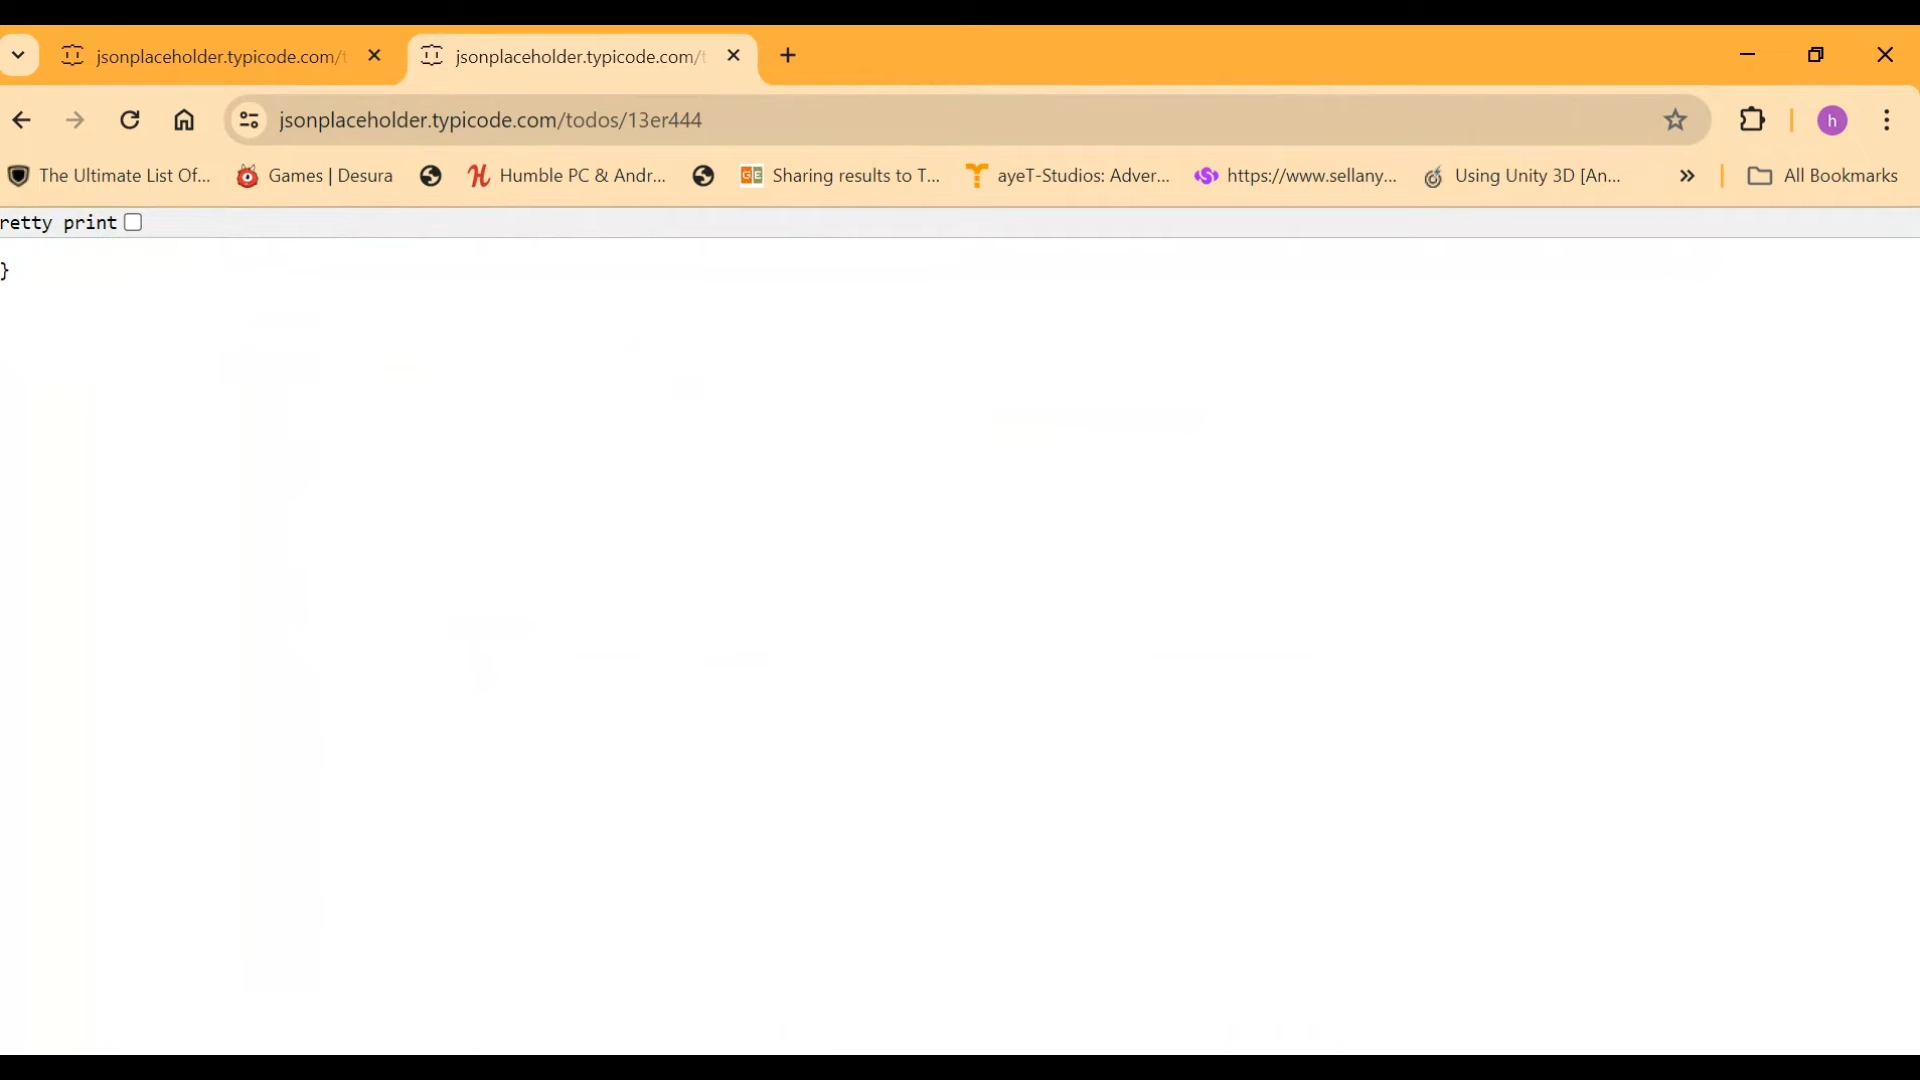 jsonplaceholder.typicode.com/t
jsonplaceholder.typicode.com/t
jsonplaceholder.typicode.com/todos/13er444
h
The Ultimate List Of...
Games | Desura
Humble PC & Andr...
GE
Sharing results to T...
ayeT-Studios: Adver...
https://www.sellany...
Using Unity 3D [An...
All Bookmarks
retty print
}